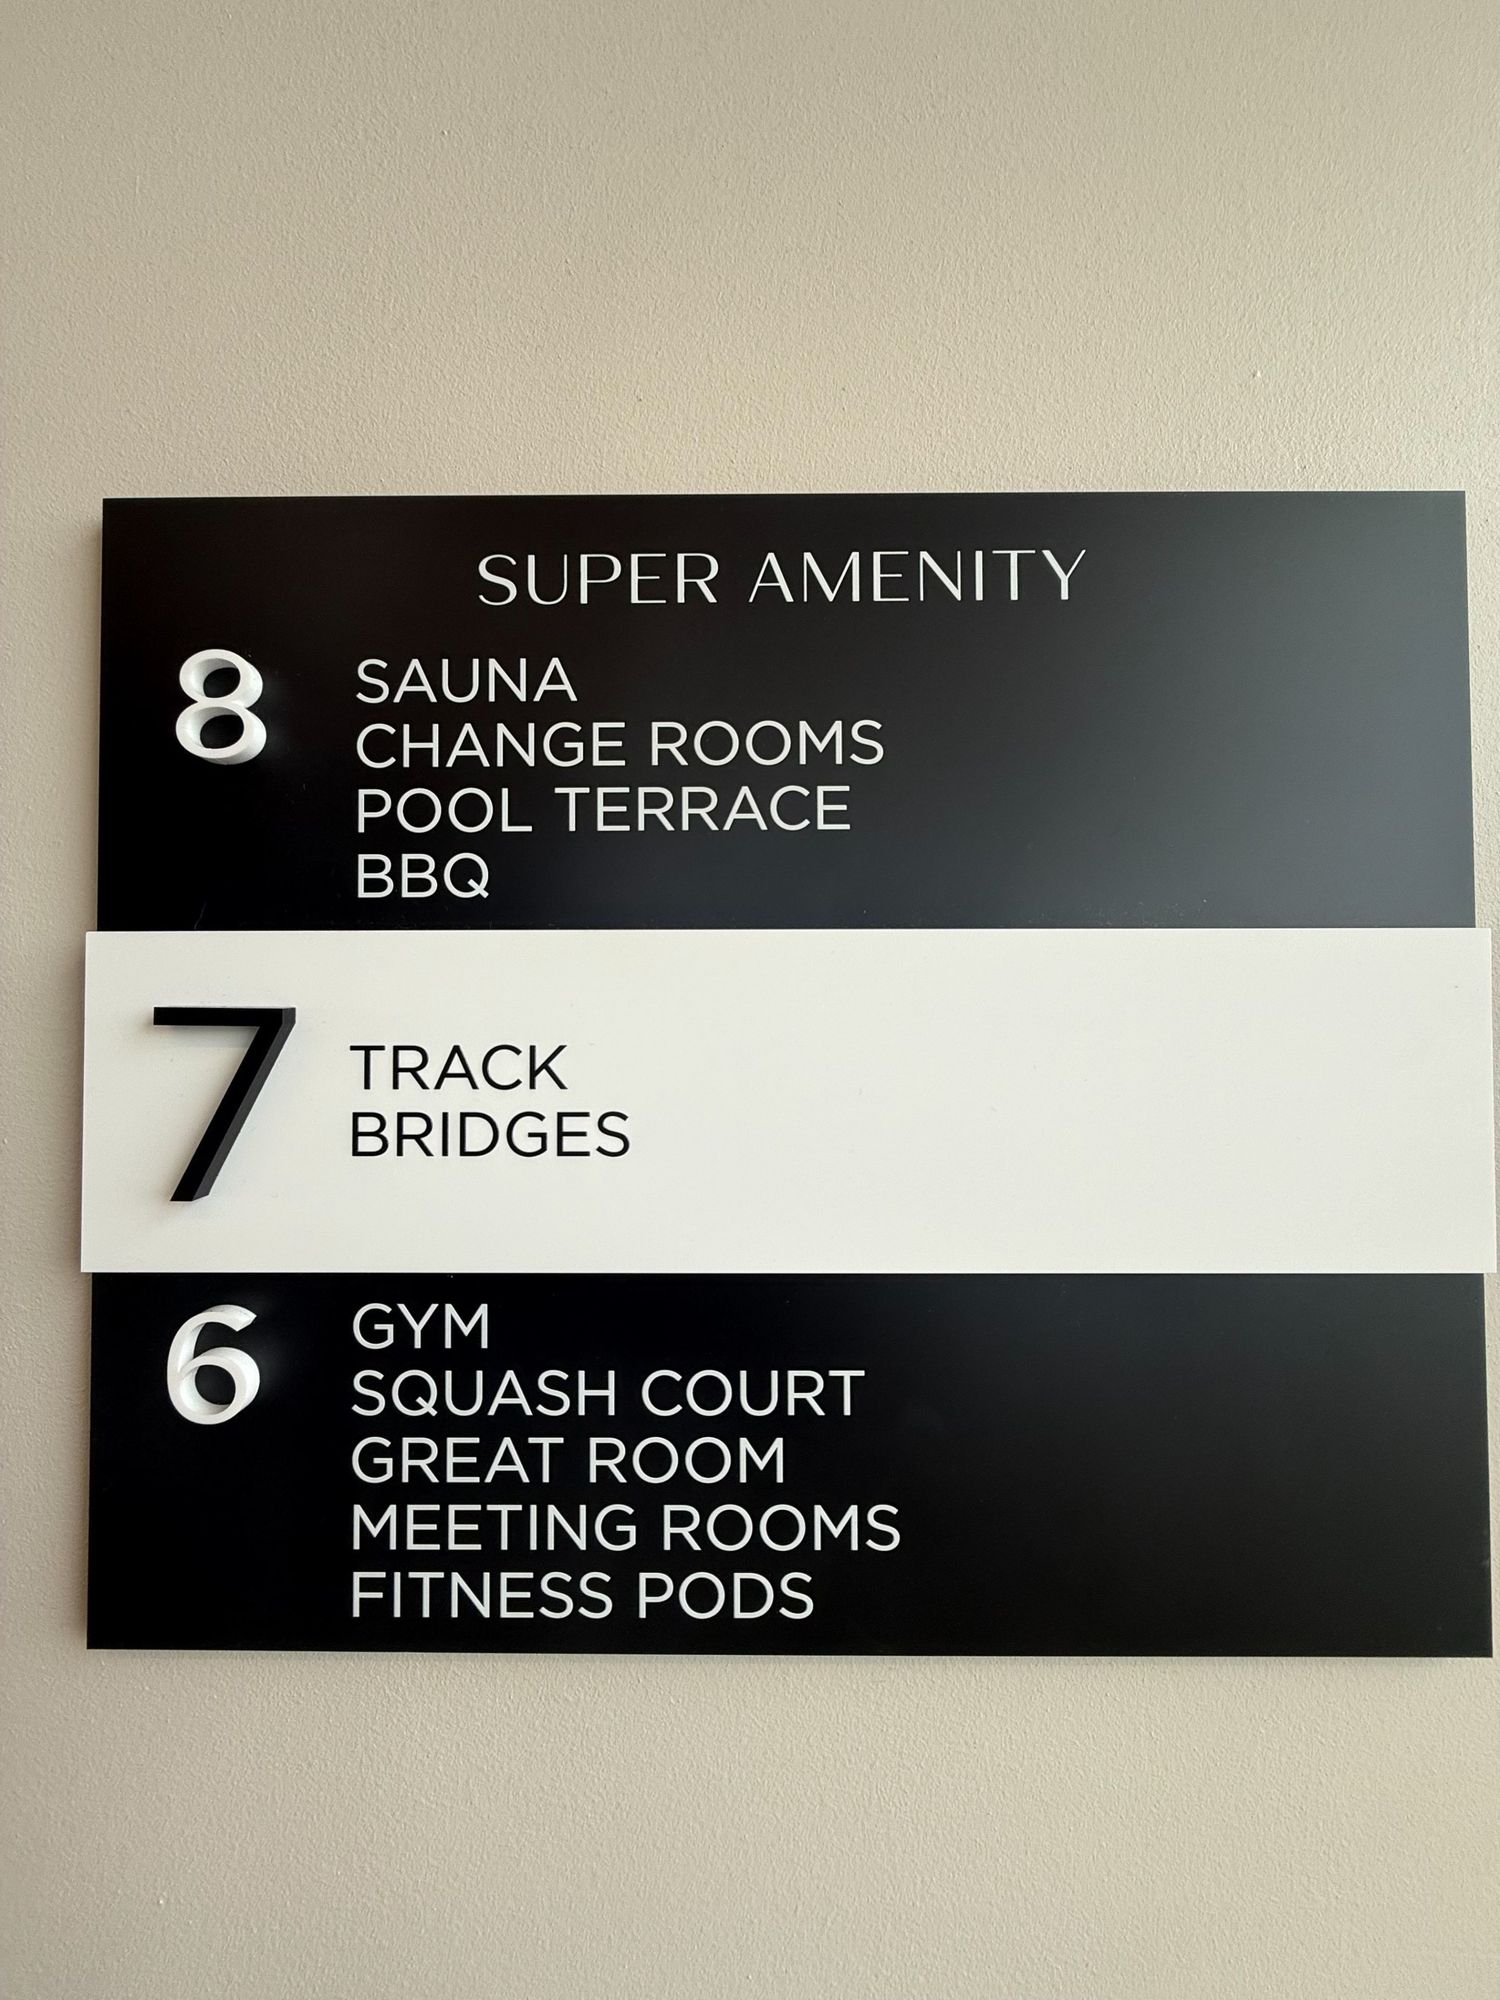 SUPER AMENITY
8
SAUNA
CHANGE ROOMS
POOL TERRACE
BBQ
7
TRACK
BRIDGES
6
GYM
SQUASH COURT
GREAT ROOM
MEETING ROOMS
FITNESS PODS